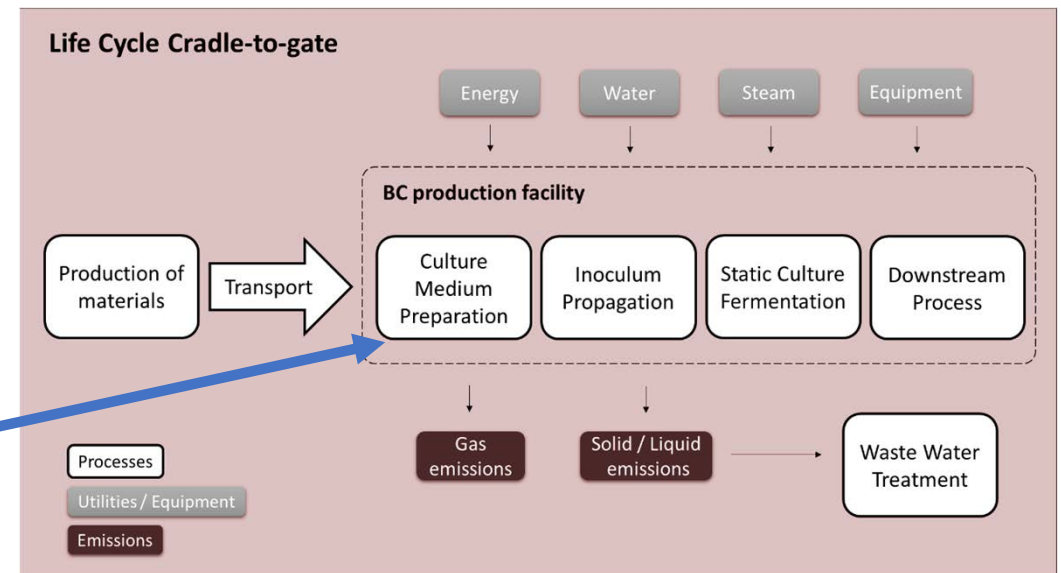 Life Cycle Cradle-to-gate
Energy
Water
Steam
Equipment
BC production facility
Production of
materials
Transport
Culture
Medium
Preparation
Inoculum
Propagation
Static Culture
Fermentation
Downstream
Process
Gas
emissions
Solid / Liquid
emissions
Waste Water
Treatment
Processes
Utilities / Equipment
Emissions